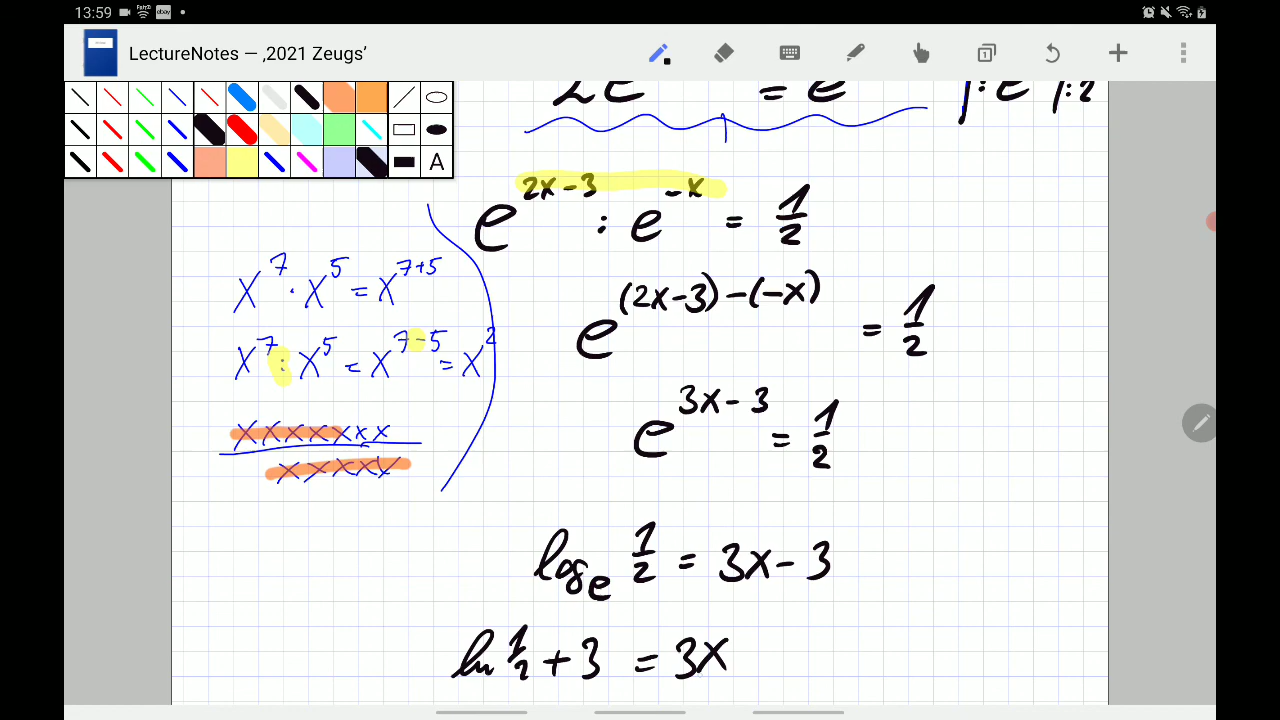 13:59 ebay
LectureNotes — ‚2021 Zeugs’
A
= e
e^{2x-3} : e^{-x} = 1/2
x^7 · x^5 = x^{7+5}
e^{(2x-3)-(-x)} = 1/2
x^7 : x^5 = x^{7-5} = x^2
e^{3x-3} = 1/2
xxxxxxx
xxxxx
log_e 1/2 = 3x-3
ln 1/2 + 3 = 3x